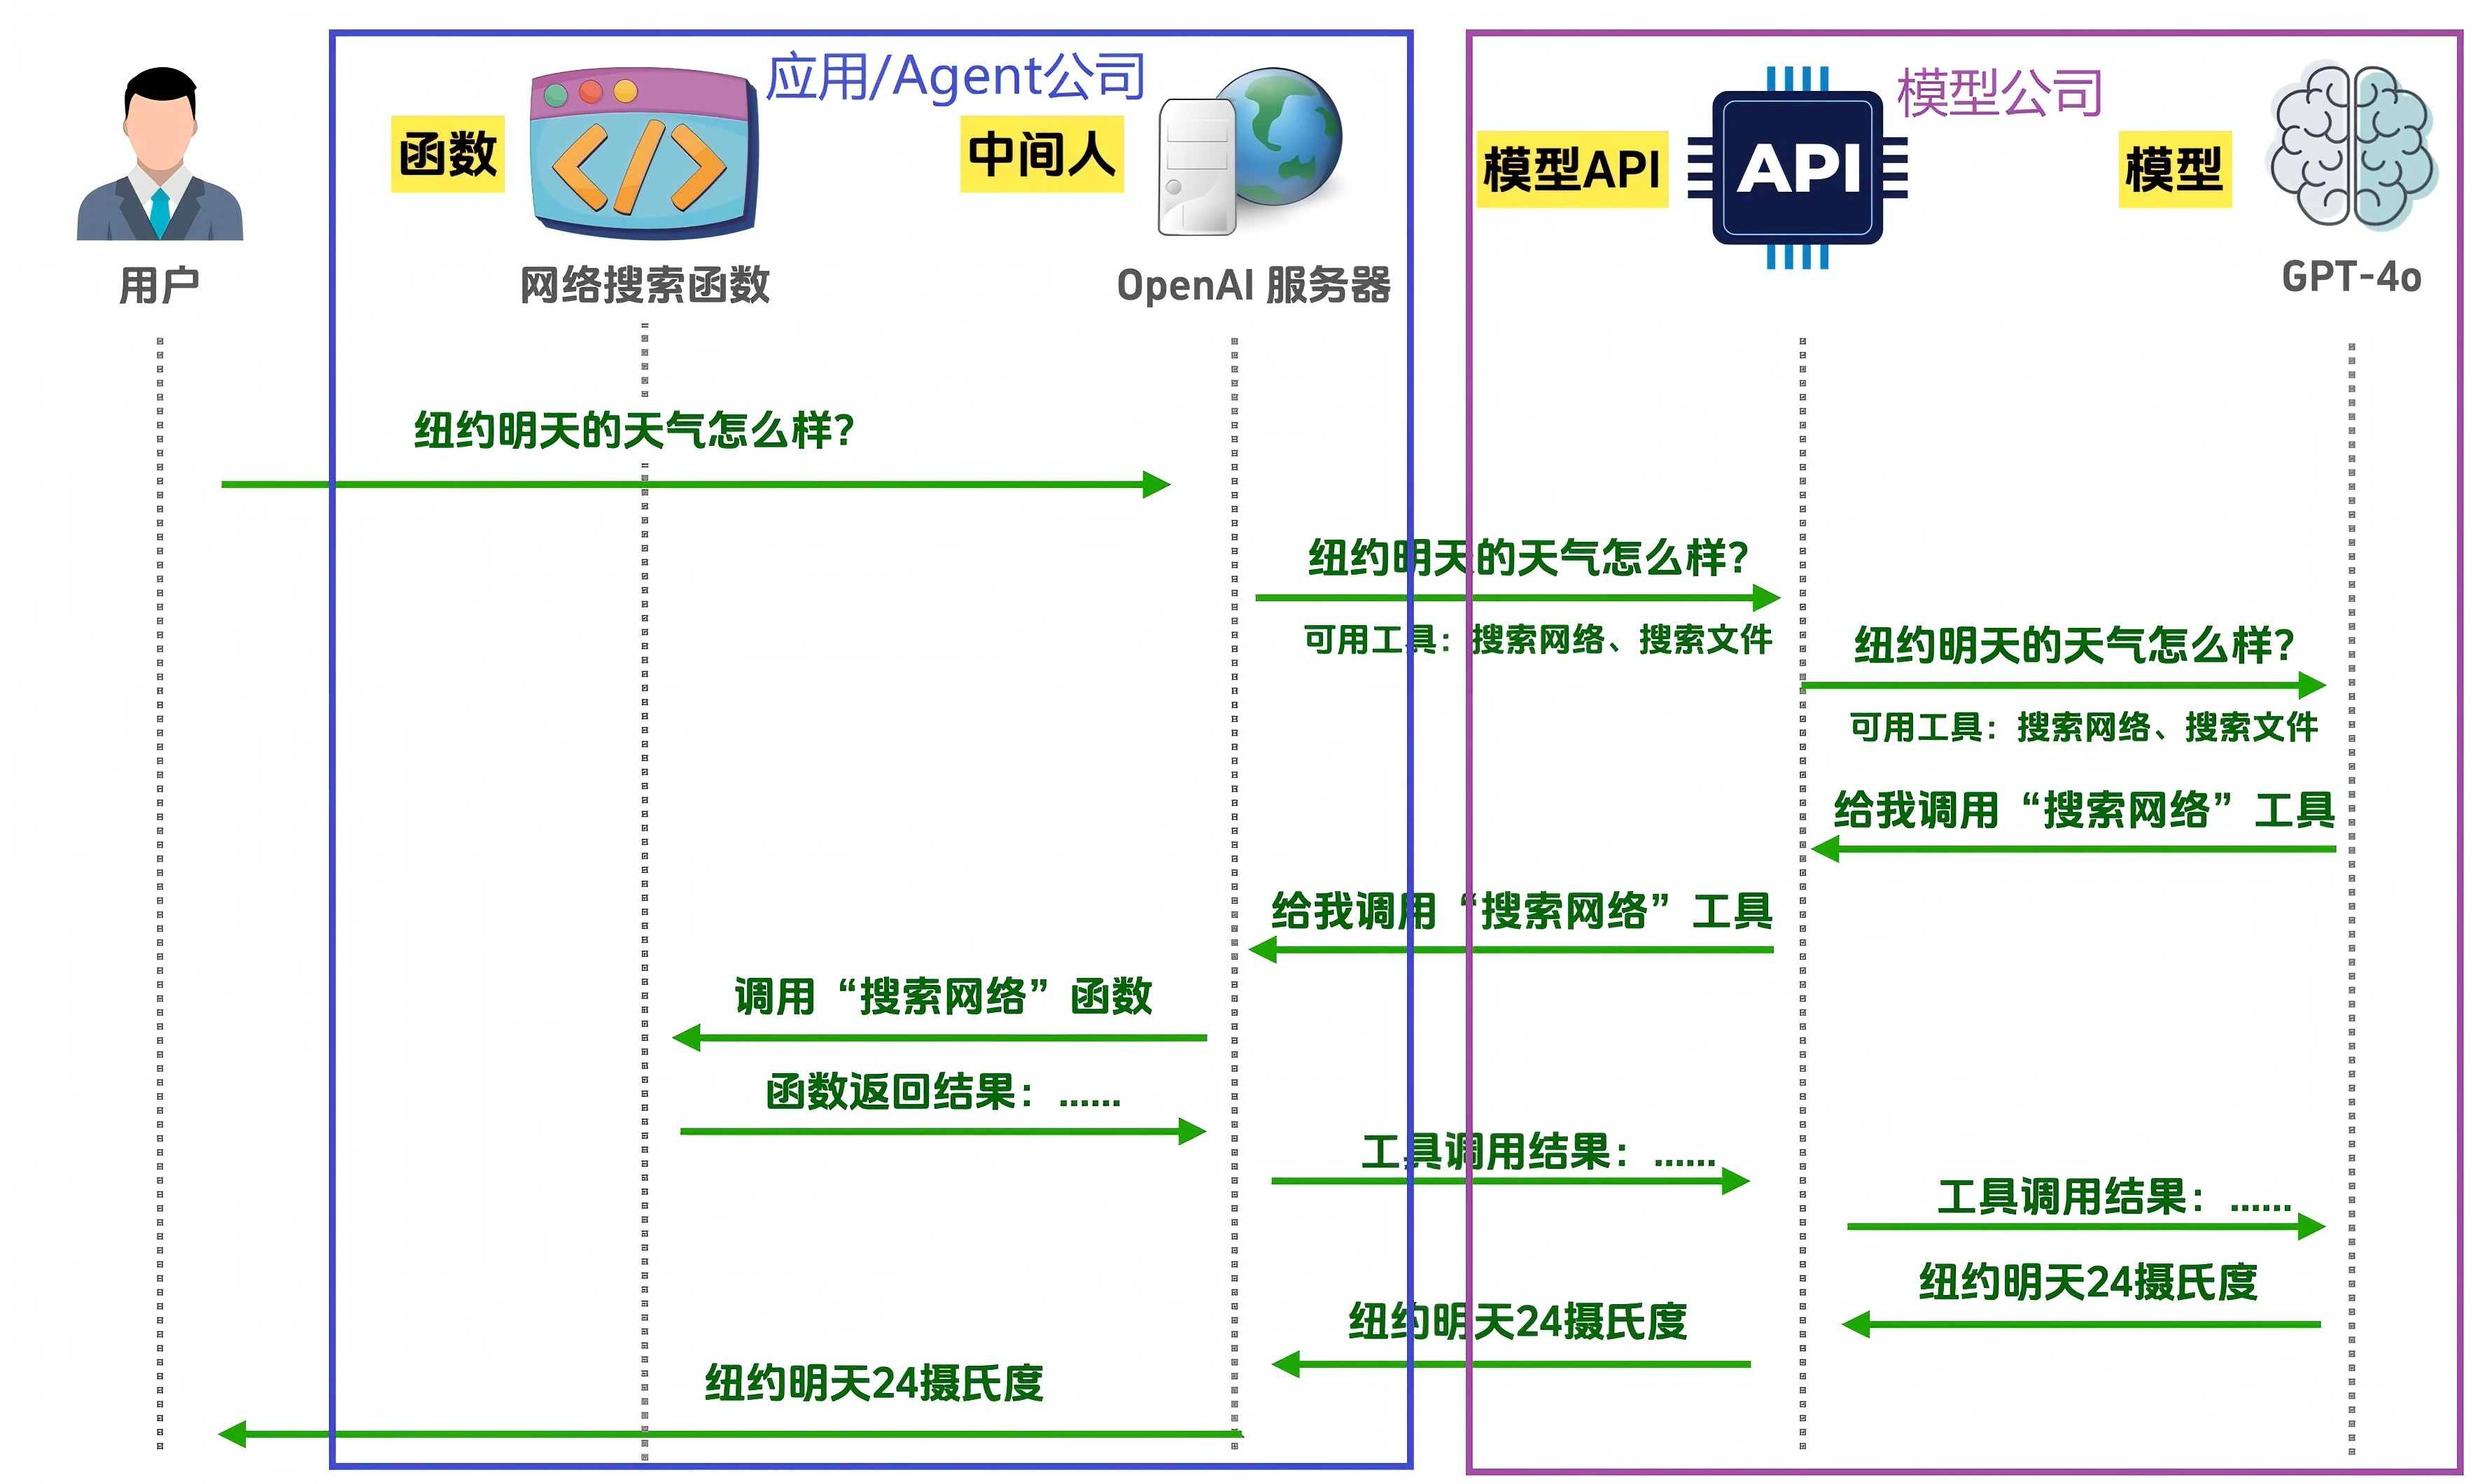 应用/Agent公司
模型公司
函数
中间人
模型API
API
模型
用户
网络搜索函数
OpenAI 服务器
GPT-4o
纽约明天的天气怎么样?
纽约明天的天气怎么样?
可用工具：搜索网络、搜索文件
纽约明天的天气怎么样?
可用工具：搜索网络、搜索文件
给我调用“搜索网络”工具
给我调用“搜索网络”工具
调用“搜索网络”函数
函数返回结果：......
工具调用结果：......
工具调用结果：......
纽约明天24摄氏度
纽约明天24摄氏度
纽约明天24摄氏度